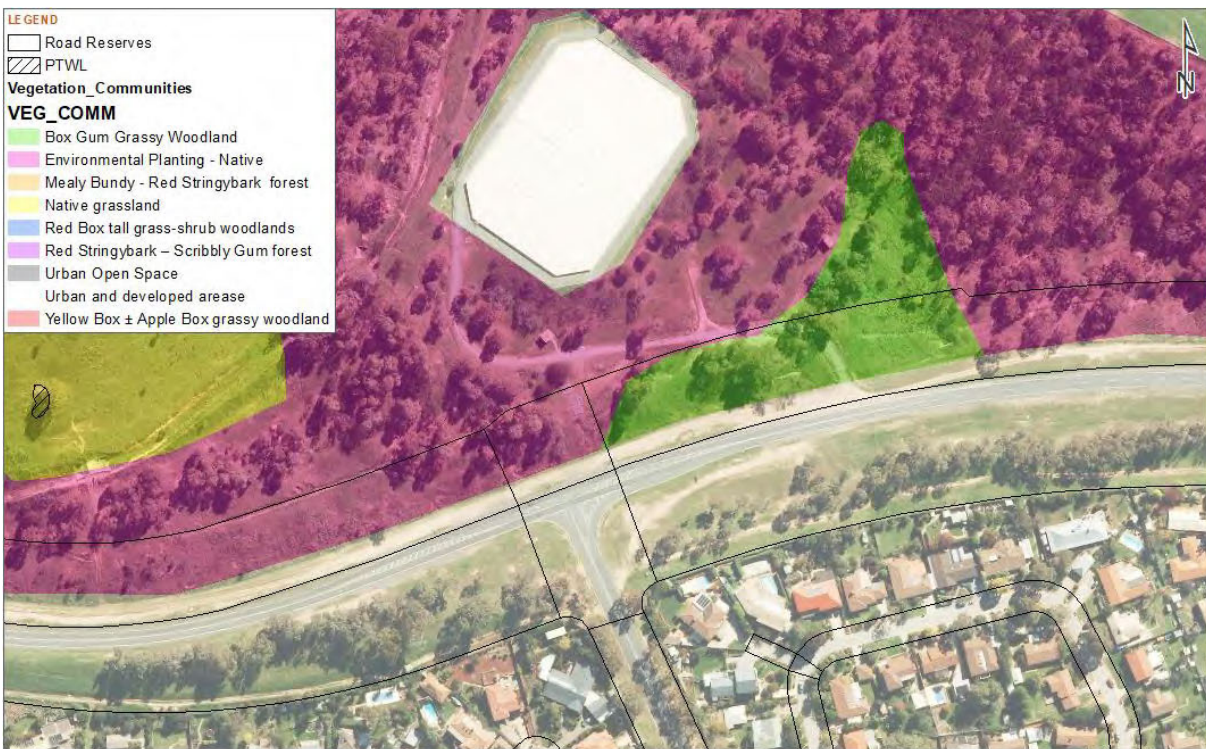 LEGEND
Road Reserves
PTWL
Vegetation_Communities
VEG_COMM
Box Gum Grassy Woodland
Environmental Planting - Native
Mealy Bundy - Red Stringybark forest
Native grassland
Red Box tall grass-shrub woodlands
Red Stringybark – Scribbly Gum forest
Urban Open Space
Urban and developed arease
Yellow Box ± Apple Box grassy woodland
N